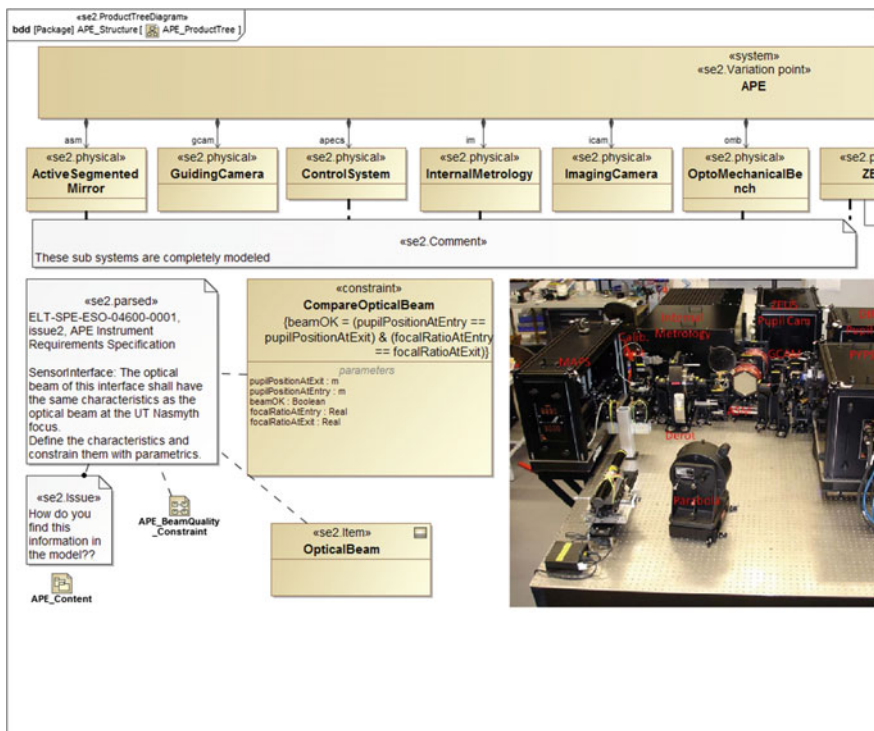 «se2.ProductTreeDiagram»
bdd [Package] APE_Structure [ APE_ProductTree ]
«system»
«se2.Variation point»
APE
asm
gcam
apecs
im
icam
omb
«se2.physical»
ActiveSegmented
Mirror
«se2.physical»
GuidingCamera
«se2.physical»
ControlSystem
«se2.physical»
InternalMetrology
«se2.physical»
ImagingCamera
«se2.physical»
OptoMechanicalBe
nch
«se2.p
ZE
«se2.Comment»
These sub systems are completely modeled
«se2.parsed»
ELT-SPE-ESO-04600-0001,
issue2, APE Instrument
Requirements Specification
SensorInterface: The optical
beam of this interface shall have
the same characteristics as the
optical beam at the UT Nasmyth
focus.
Define the characteristics and
constrain them with parametrics.
«constraint»
CompareOpticalBeam
{beamOK = (pupilPositionAtEntry ==
pupilPositionAtExit) & (focalRatioAtEntry
== focalRatioAtExit)}
parameters
pupilPositionAtExit : m
pupilPositionAtEntry : m
beamOK : Boolean
focalRatioAtEntry : Real
focalRatioAtExit : Real
«se2.Issue»
How do you
find this
information in
the model??
APE_BeamQuality
_Constraint
APE_Content
«se2.Item»
OpticalBeam
MAPS
Calib.
Internal
Metrology
ZEUS
Pupil Cam
GCAM
Derot
Parabola